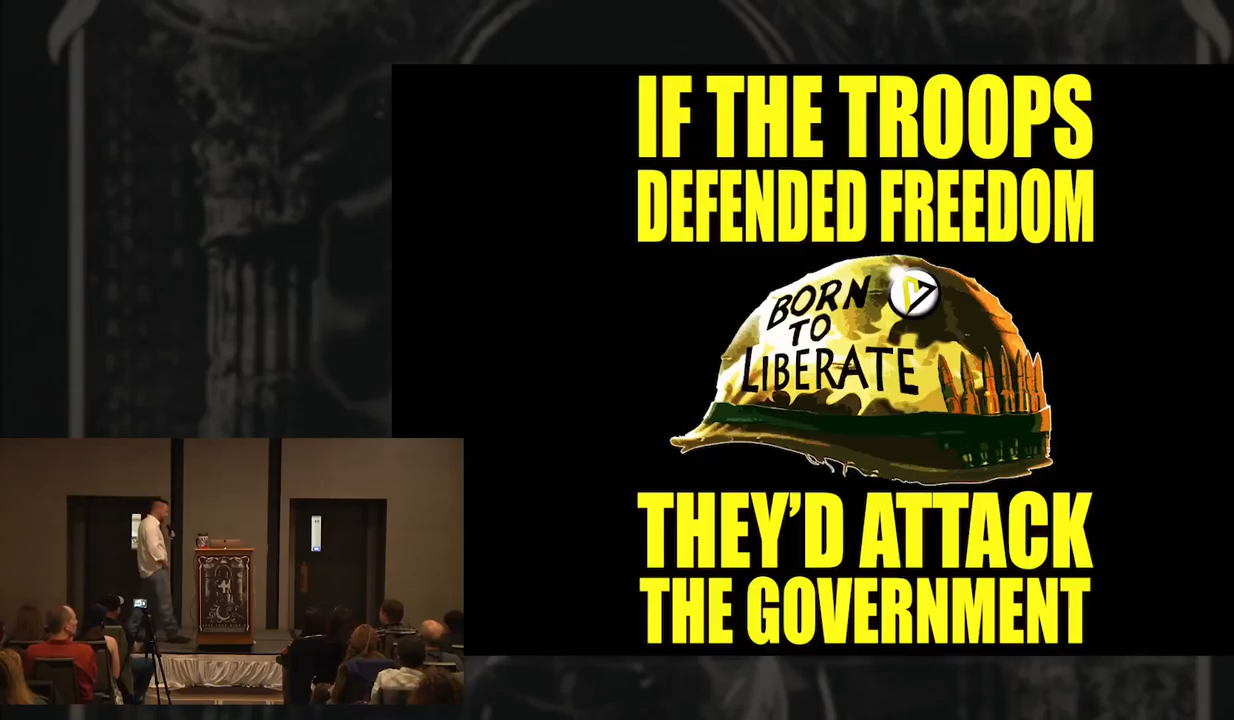 IF THE TROOPS
DEFENDED FREEDOM
BORN
TO
LIBERATE
THEY'D ATTACK
THE GOVERNMENT